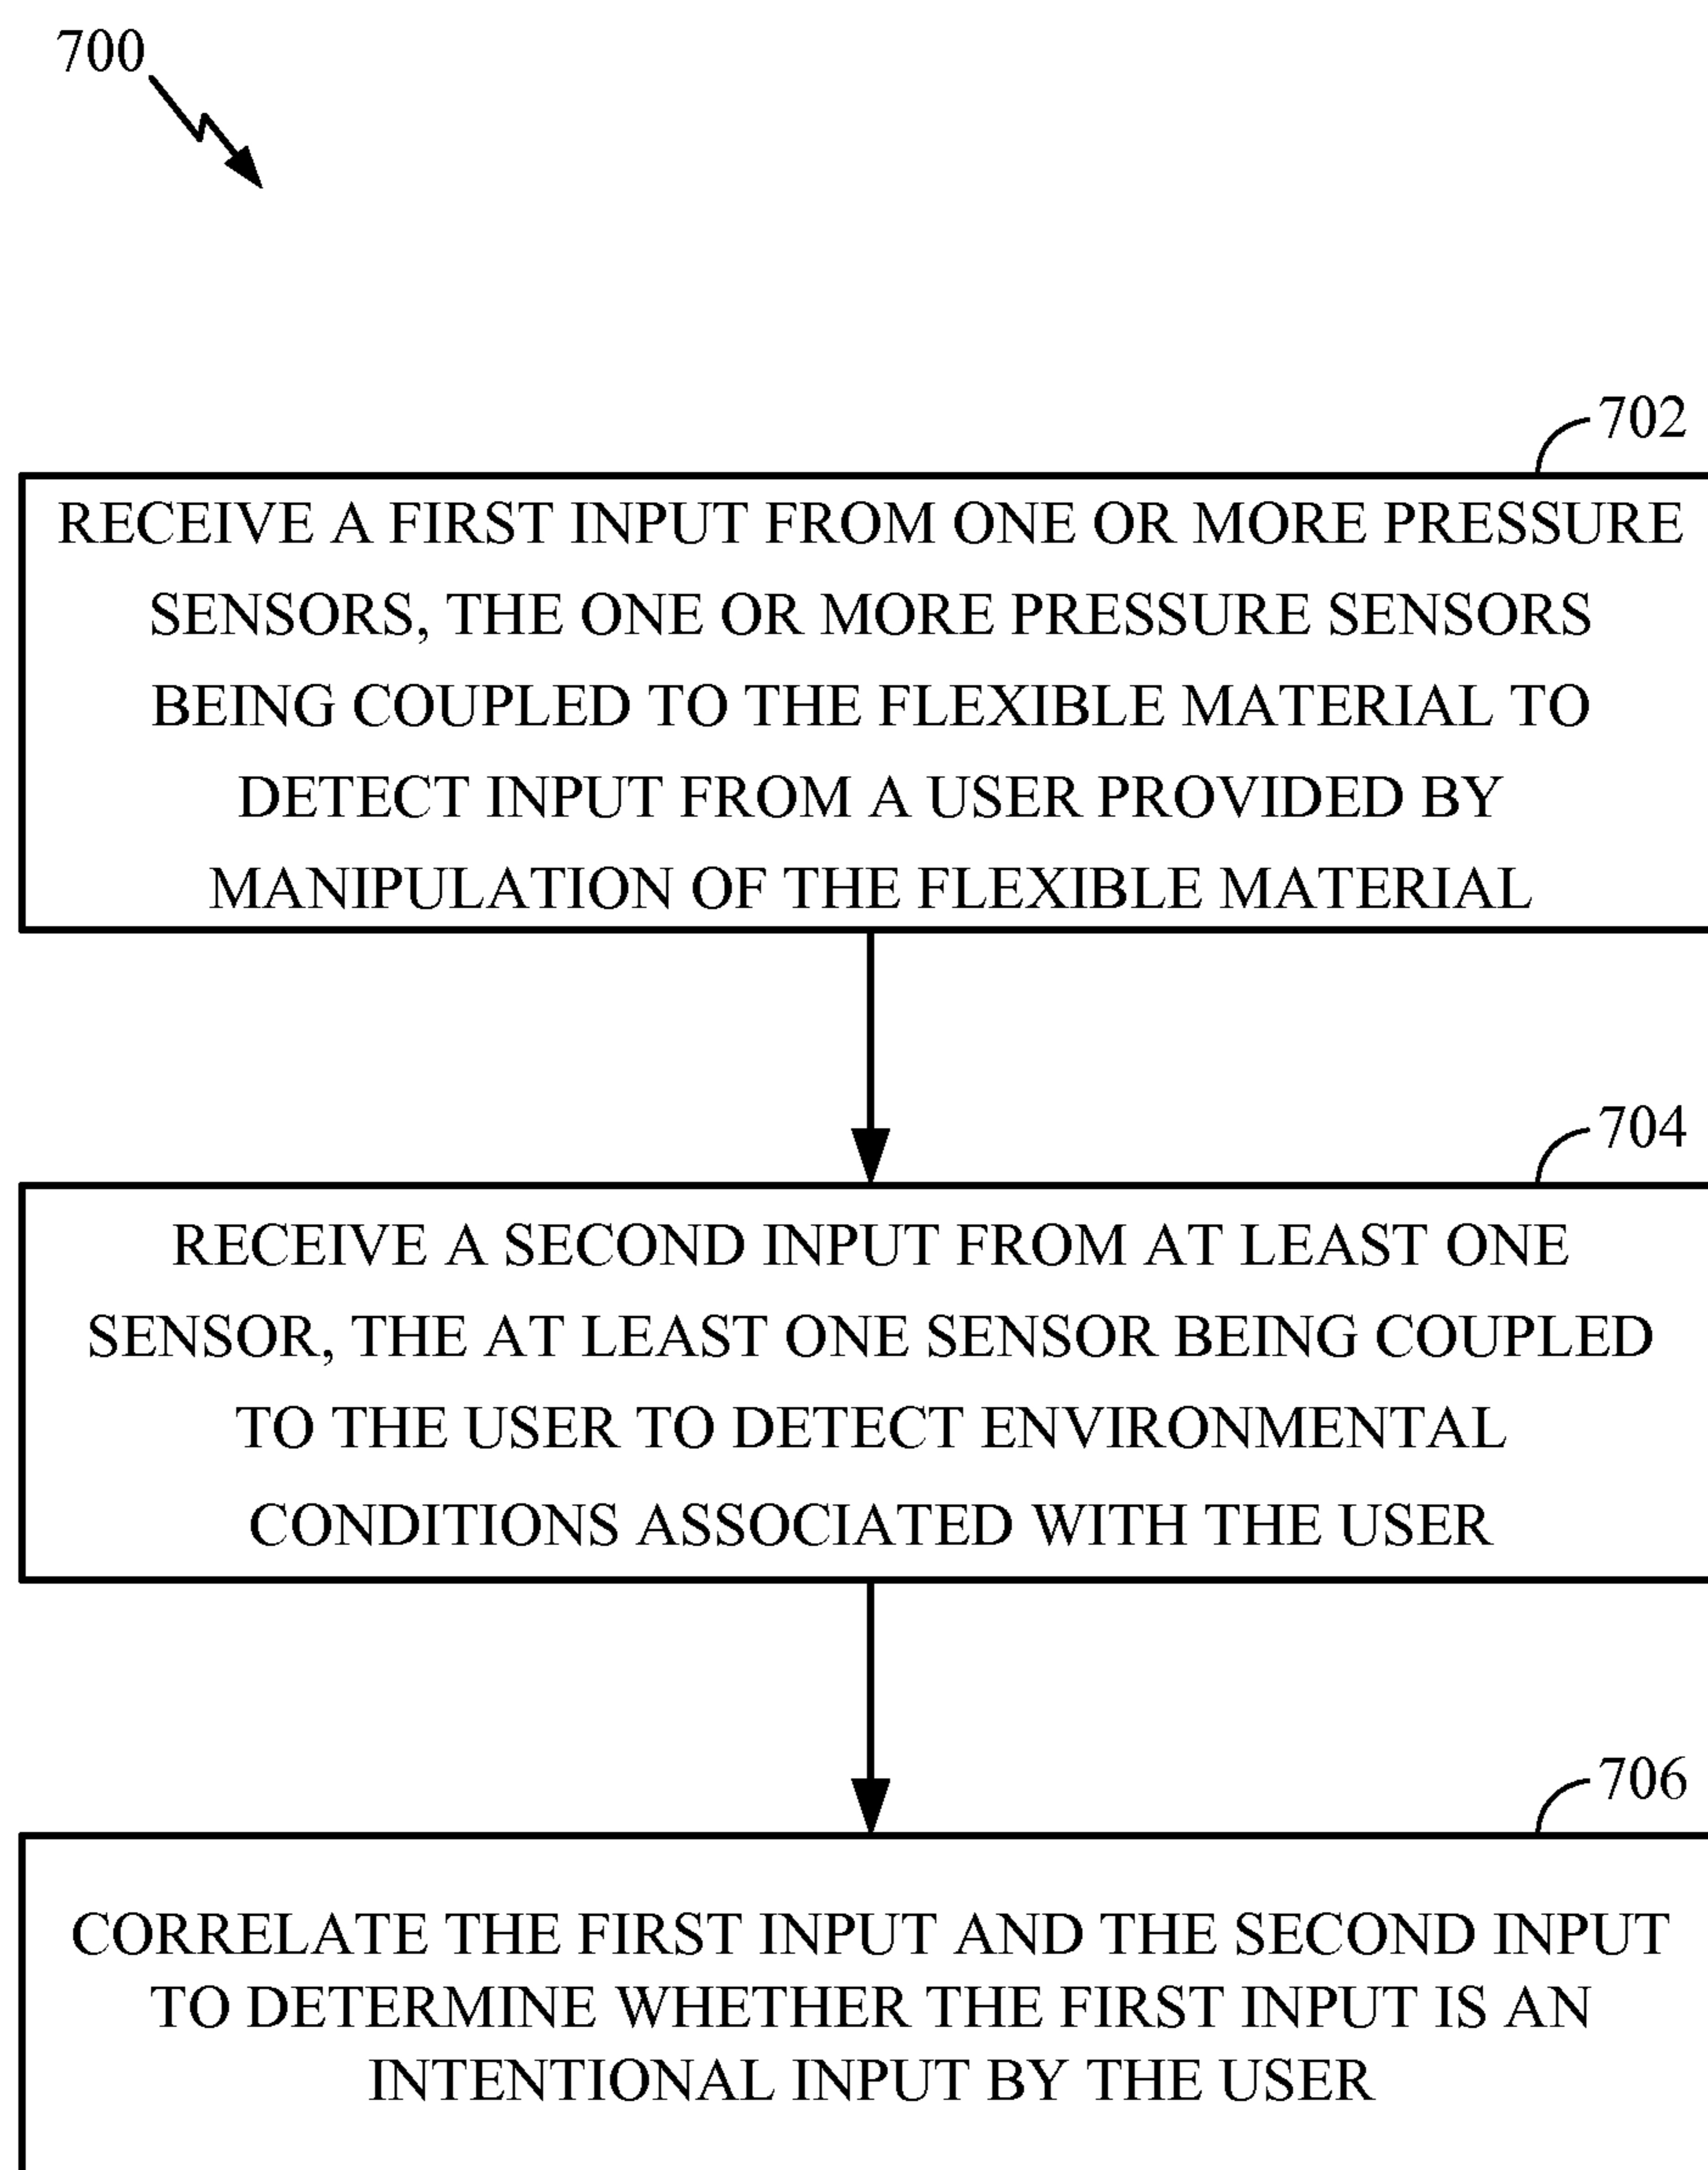 700
702
RECEIVE A FIRST INPUT FROM ONE OR MORE PRESSURE
SENSORS, THE ONE OR MORE PRESSURE SENSORS
BEING COUPLED TO THE FLEXIBLE MATERIAL TO
DETECT INPUT FROM A USER PROVIDED BY
MANIPULATION OF THE FLEXIBLE MATERIAL
704
RECEIVE A SECOND INPUT FROM AT LEAST ONE
SENSOR, THE AT LEAST ONE SENSOR BEING COUPLED
TO THE USER TO DETECT ENVIRONMENTAL
CONDITIONS ASSOCIATED WITH THE USER
706
CORRELATE THE FIRST INPUT AND THE SECOND INPUT
TO DETERMINE WHETHER THE FIRST INPUT IS AN
INTENTIONAL INPUT BY THE USER